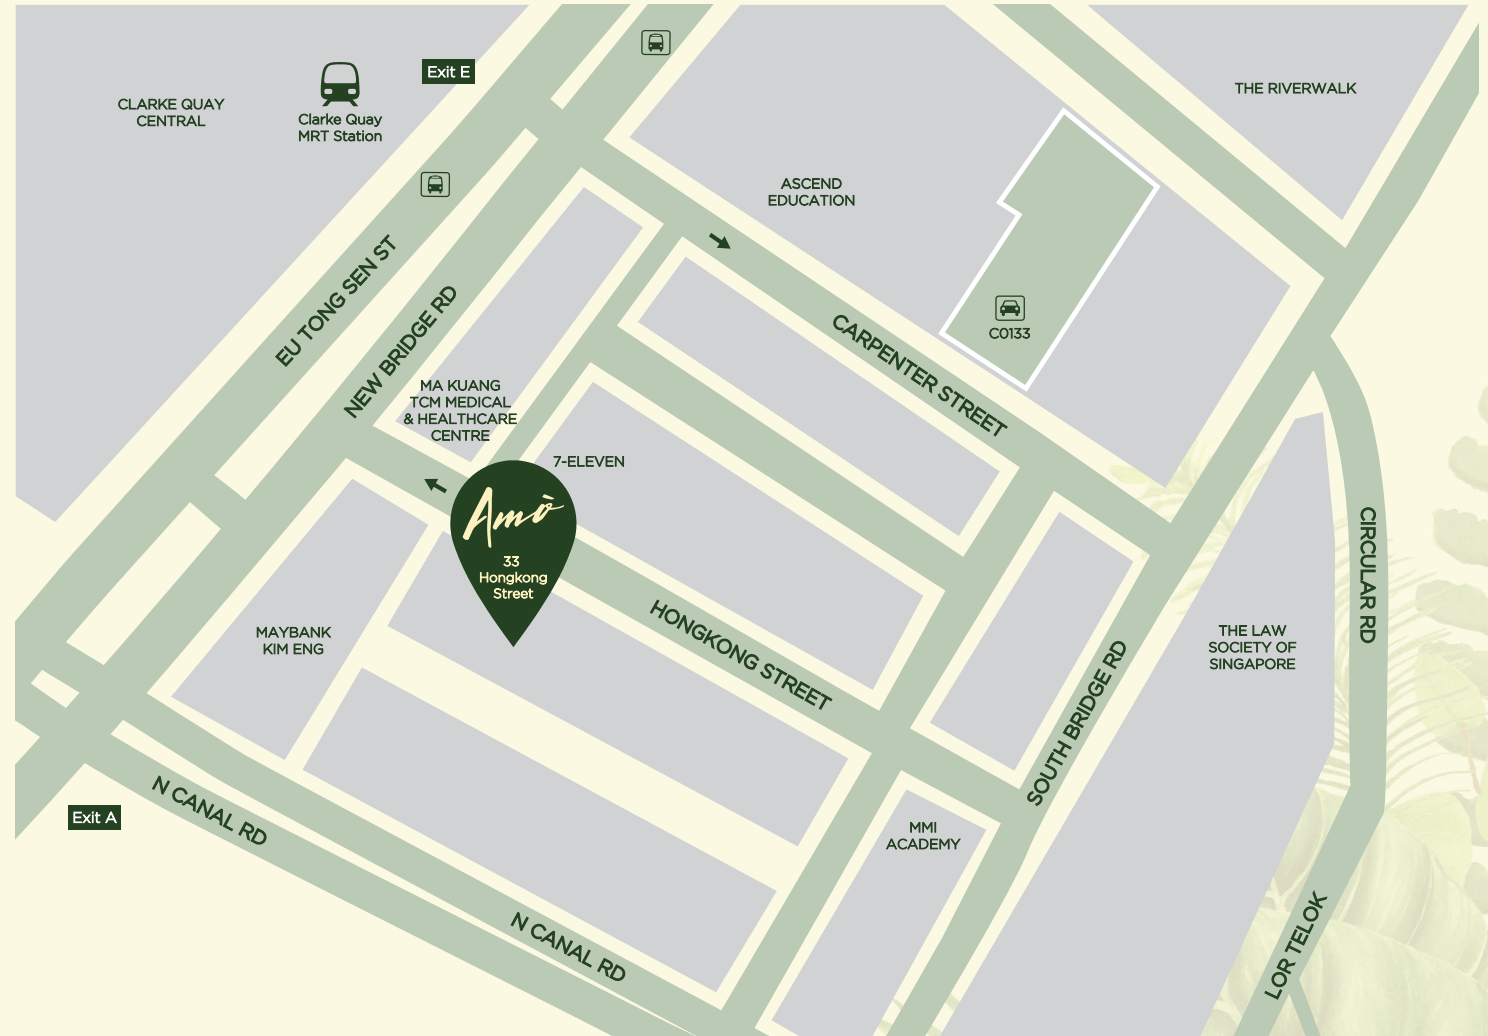 Exit E
CLARKE QUAY
CENTRAL
Clarke Quay
MRT Station
THE RIVERWALK
ASCEND
EDUCATION
EU TONG SEN ST
NEW BRIDGE RD
C0133
CARPENTER STREET
MA KUANG
TCM MEDICAL
& HEALTHCARE
CENTRE
7-ELEVEN
Amò
33
Hongkong
Street
CIRCULAR RD
HONGKONG STREET
MAYBANK
KIM ENG
THE LAW
SOCIETY OF
SINGAPORE
SOUTH BRIDGE RD
Exit A
N CANAL RD
MMI
ACADEMY
N CANAL RD
LOR TELOK